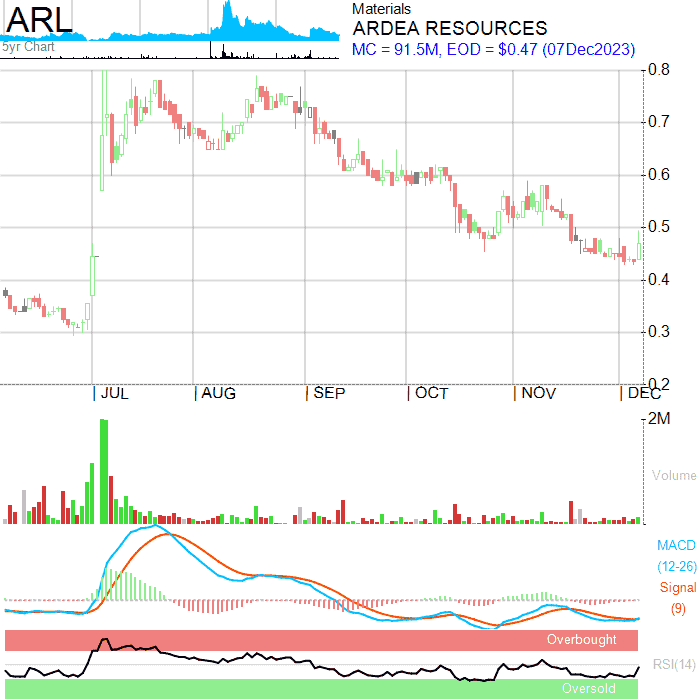 ARL
5yr Chart
Materials
ARDEA RESOURCES
MC = 91.5M, EOD = $0.47 (07Dec2023)
0.8
0.7
0.6
0.5
0.4
0.3
0.2
JUL AUG SEP OCT NOV DEC
2M
Volume
MACD
(12-26)
Signal
(9)
Overbought
RSI(14)
Oversold